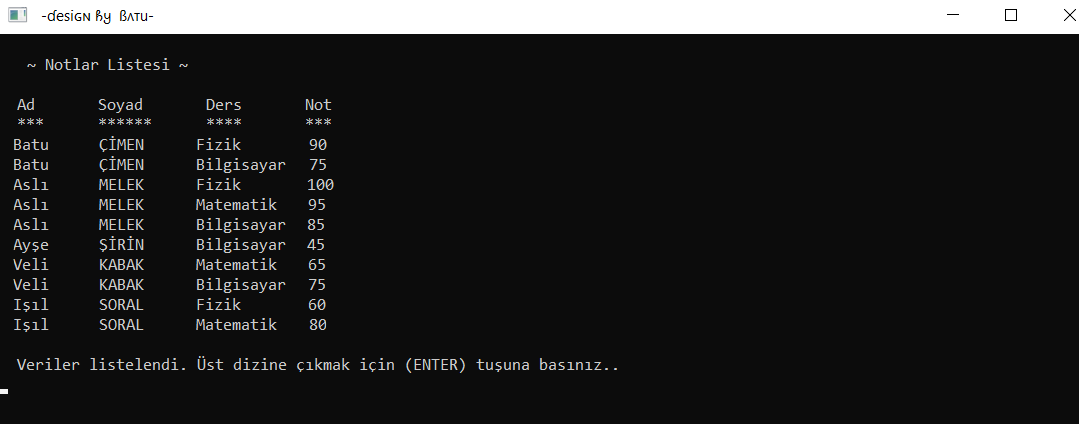 -ɗesiɢɴ ɮy ßʌтu-
~ Notlar Listesi ~
Ad Soyad Ders Not
*** ****** **** ***
Batu ÇİMEN Fizik 90
Batu ÇİMEN Bilgisayar 75
Aslı MELEK Fizik 100
Aslı MELEK Matematik 95
Aslı MELEK Bilgisayar 85
Ayşe ŞİRİN Bilgisayar 45
Veli KABAK Matematik 65
Veli KABAK Bilgisayar 75
Işıl SORAL Fizik 60
Işıl SORAL Matematik 80
Veriler listelendi. Üst dizine çıkmak için (ENTER) tuşuna basınız..